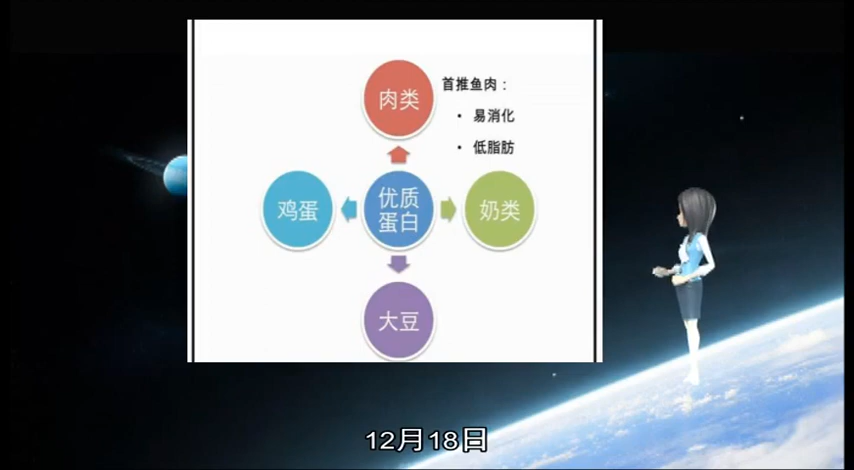 肉类
首推鱼肉：
• 易消化
• 低脂肪
鸡蛋
优质
蛋白
奶类
大豆
12月18日